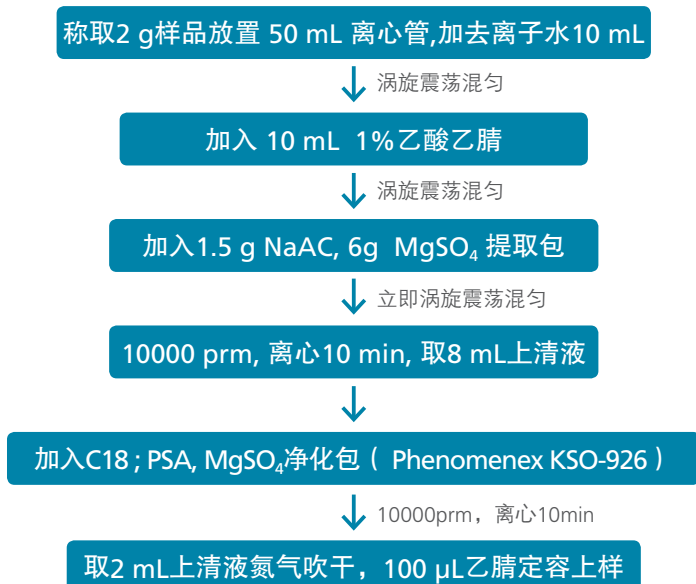 称取2 g样品放置 50 mL 离心管,加去离子水10 mL
涡旋震荡混匀
加入 10 mL 1%乙酸乙腈
涡旋震荡混匀
加入1.5 g NaAC, 6g MgSO₄ 提取包
立即涡旋震荡混匀
10000 prm, 离心10 min, 取8 mL上清液
加入C18 ; PSA, MgSO₄净化包（ Phenomenex KSO-926 ）
10000prm，离心10min
取2 mL上清液氮气吹干，100 μL乙腈定容上样